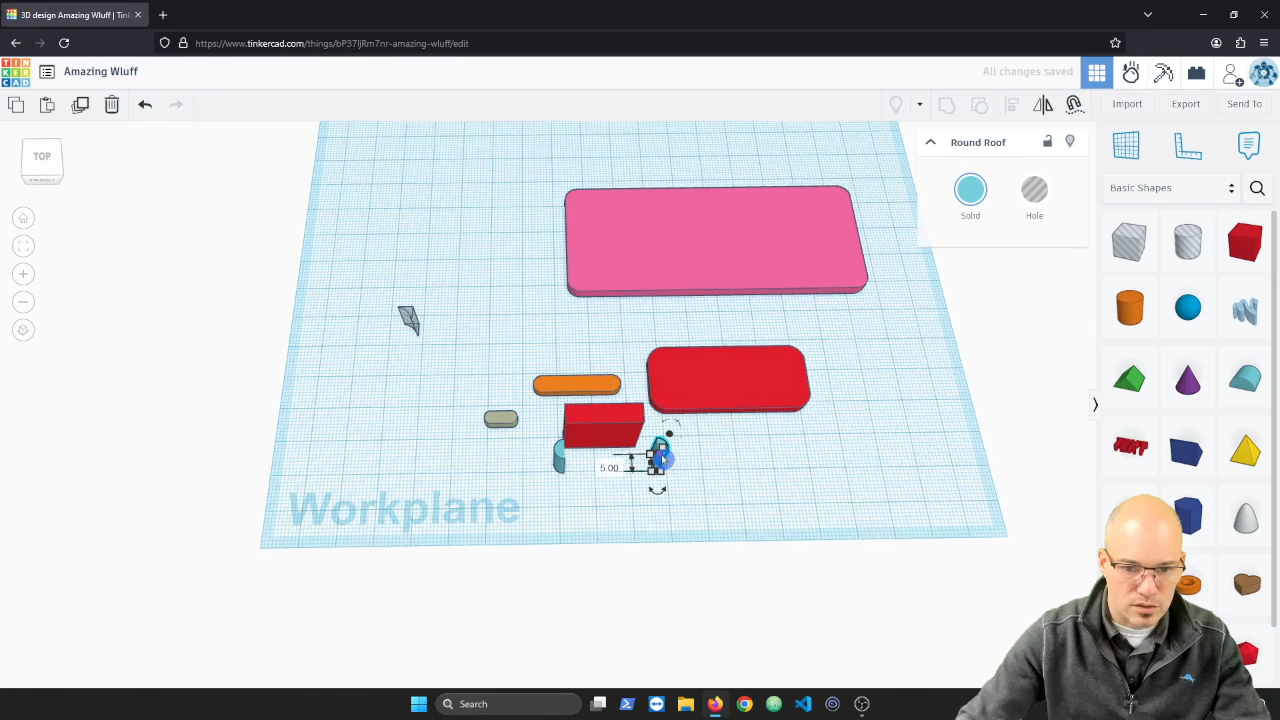 3D design Amazing Wluff | Tin
https://www.tinkercad.com/things/bP37IjRm7nr-amazing-wluff/edit
TIN
KER
CAD
Amazing Wluff
All changes saved
Import
Export
Send To
TOP
Round Roof
Solid
Hole
Basic Shapes
5.00
Workplane
Search